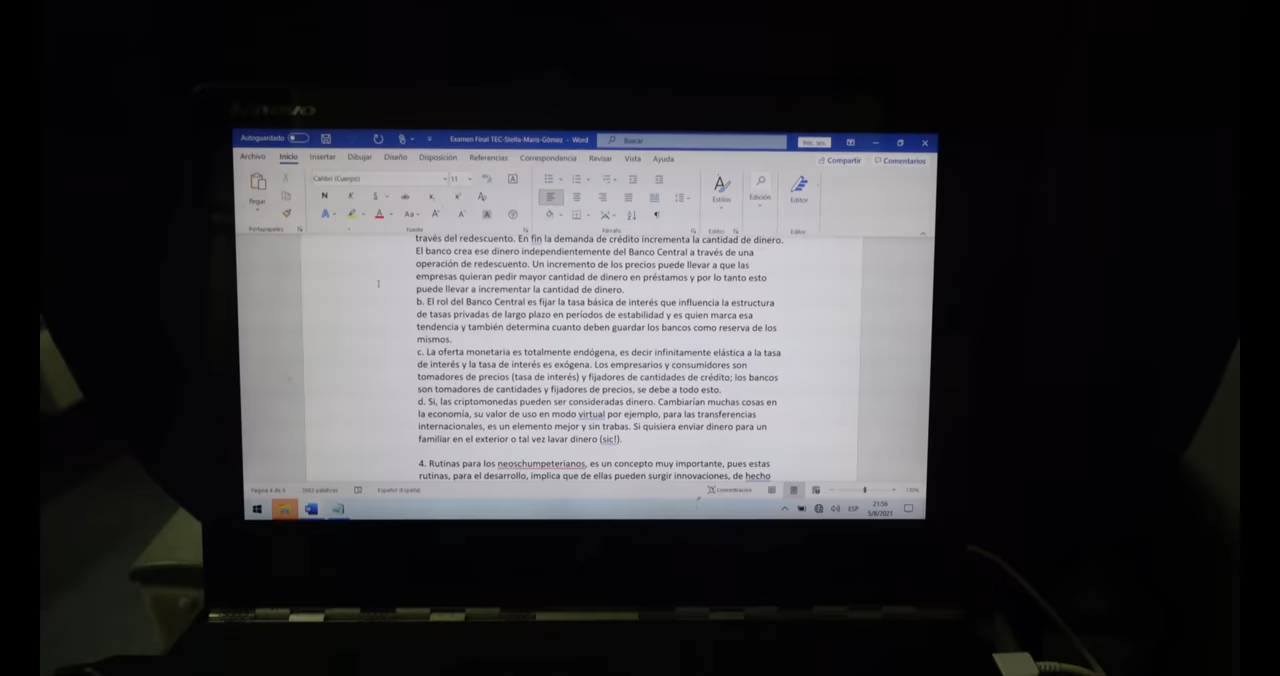 lenovo
Autoguardado
Examen Final TEC-Stella-Maris-Gómez - Word
Buscar
Inic. ses.
Archivo Inicio Insertar Dibujar Diseño Disposición Referencias Correspondencia Revisar Vista Ayuda
Compartir Comentarios
Pegar
Calibri (Cuerpo) 11
N K S ab x x A
A A Aa A A A
Estilos
Edición
Editor
Portapapeles Fuente Párrafo Estilos Editor
través del redescuento. En fin la demanda de crédito incrementa la cantidad de dinero.
El banco crea ese dinero independientemente del Banco Central a través de una
operación de redescuento. Un incremento de los precios puede llevar a que las
empresas quieran pedir mayor cantidad de dinero en préstamos y por lo tanto esto
puede llevar a incrementar la cantidad de dinero.
b. El rol del Banco Central es fijar la tasa básica de interés que influencia la estructura
de tasas privadas de largo plazo en períodos de estabilidad y es quien marca esa
tendencia y también determina cuanto deben guardar los bancos como reserva de los
mismos.
c. La oferta monetaria es totalmente endógena, es decir infinitamente elástica a la tasa
de interés y la tasa de interés es exógena. Los empresarios y consumidores son
tomadores de precios (tasa de interés) y fijadores de cantidades de crédito; los bancos
son tomadores de cantidades y fijadores de precios, se debe a todo esto.
d. Si, las criptomonedas pueden ser consideradas dinero. Cambiarían muchas cosas en
la economía, su valor de uso en modo virtual por ejemplo, para las transferencias
internacionales, es un elemento mejor y sin trabas. Si quisiera enviar dinero para un
familiar en el exterior o tal vez lavar dinero (sic!).
4. Rutinas para los neoschumpeterianos, es un concepto muy importante, pues estas
rutinas, para el desarrollo, implica que de ellas pueden surgir innovaciones, de hecho
Español (España)
Concentración
ESP
21:56
5/8/2021